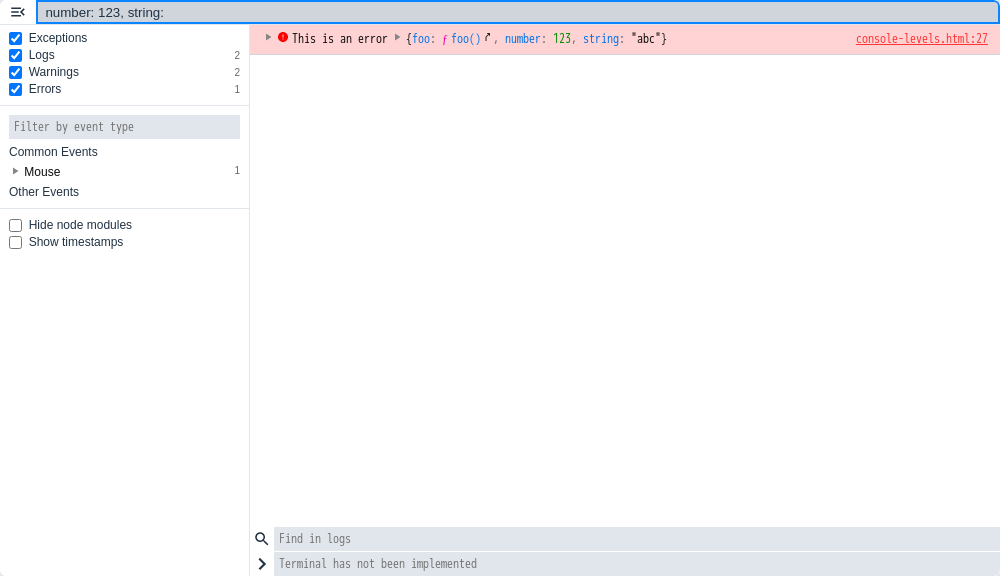 number: 123, string:
Exceptions
Logs 2
Warnings 2
Errors 1
Filter by event type
Common Events
Mouse 1
Other Events
Hide node modules
Show timestamps
This is an error {foo: ƒ foo() , number: 123, string: "abc"} console-levels.html:27
Find in logs
Terminal has not been implemented